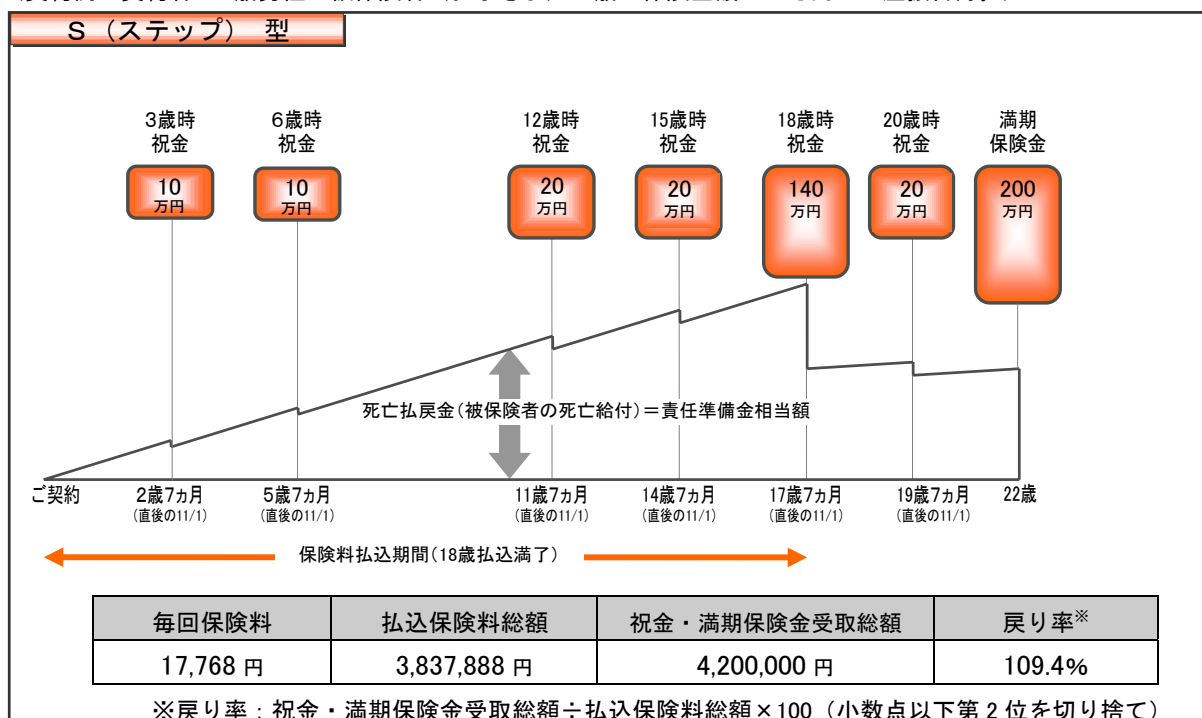 S（ステップ） 型
3歳時 6歳時 12歳時 15歳時 18歳時 20歳時 満期
祝金 祝金 祝金 祝金 祝金 祝金 保険金
10 10 20 20 140 20 200
万円 万円 万円 万円 万円 万円 万円
死亡払戻金(被保険者の死亡給付)＝責任準備金相当額
ご契約 2歳7ヵ月 5歳7ヵ月 11歳7ヵ月 14歳7ヵ月 17歳7ヵ月 19歳7ヵ月 22歳
(直後の11/1) (直後の11/1) (直後の11/1) (直後の11/1) (直後の11/1) (直後の11/1)
保険料払込期間(18歳払込満了)
毎回保険料 払込保険料総額 祝金・満期保険金受取総額 戻り率※
17,768 円 3,837,888 円 4,200,000 円 109.4%
※戻り率：祝金・満期保険金受取総額÷払込保険料総額×100（小数点以下第2位を切り捨て）